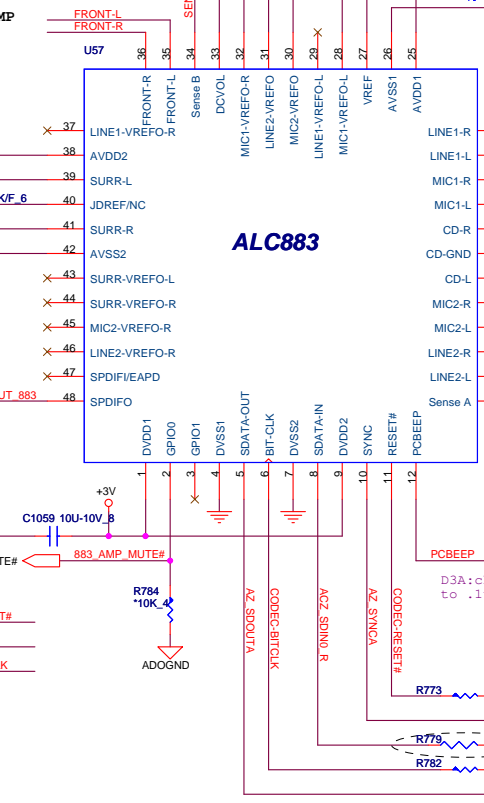 MP
FRONT-L
FRONT-R
U57
36
35
34
33
32
31
30
29
28
27
26
25
FRONT-R
FRONT-L
Sense B
DCVOL
MIC1-VREFO-R
LINE2-VREFO
MIC2-VREFO
LINE1-VREFO-L
MIC1-VREFO-L
VREF
AVSS1
AVDD1
37 LINE1-VREFO-R
38 AVDD2
39 SURR-L
K/F_6
40 JDREF/NC
41 SURR-R
42 AVSS2
43 SURR-VREFO-L
44 SURR-VREFO-R
45 MIC2-VREFO-R
46 LINE2-VREFO-R
47 SPDIFI/EAPD
UT_883
48 SPDIFO
ALC883
LINE1-R
LINE1-L
MIC1-R
MIC1-L
CD-R
CD-GND
CD-L
MIC2-R
MIC2-L
LINE2-R
LINE2-L
Sense A
DVDD1
GPIO0
GPIO1
DVSS1
SDATA-OUT
BIT-CLK
DVSS2
SDATA-IN
DVDD2
SYNC
RESET#
PCBEEP
1
2
3
4
5
6
7
8
9
10
11
12
+3V
C1059 10U-10V_8
TE#
883_AMP_MUTE#
PCBEEP
R784
*10K_4
ADOGND
T#
K
AZ_SDOUTA
CODEC-BITCLK
ACZ_SDIN0_R
AZ_SYNCA
CODEC-RESET#
D3A:c
to .1
R773
R779
R782